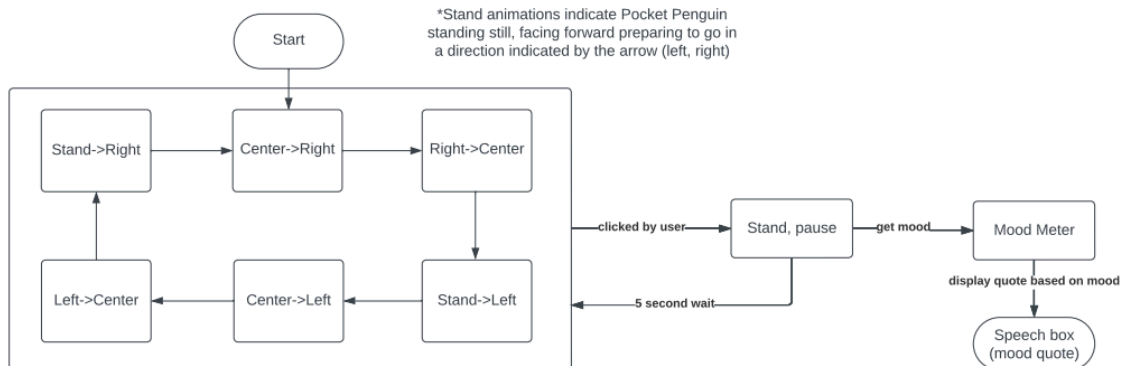 *Stand animations indicate Pocket Penguin
standing still, facing forward preparing to go in
a direction indicated by the arrow (left, right)
Start
Stand->Right
Center->Right
Right->Center
Left->Center
Center->Left
Stand->Left
clicked by user
Stand, pause
get mood
Mood Meter
5 second wait
display quote based on mood
Speech box
(mood quote)